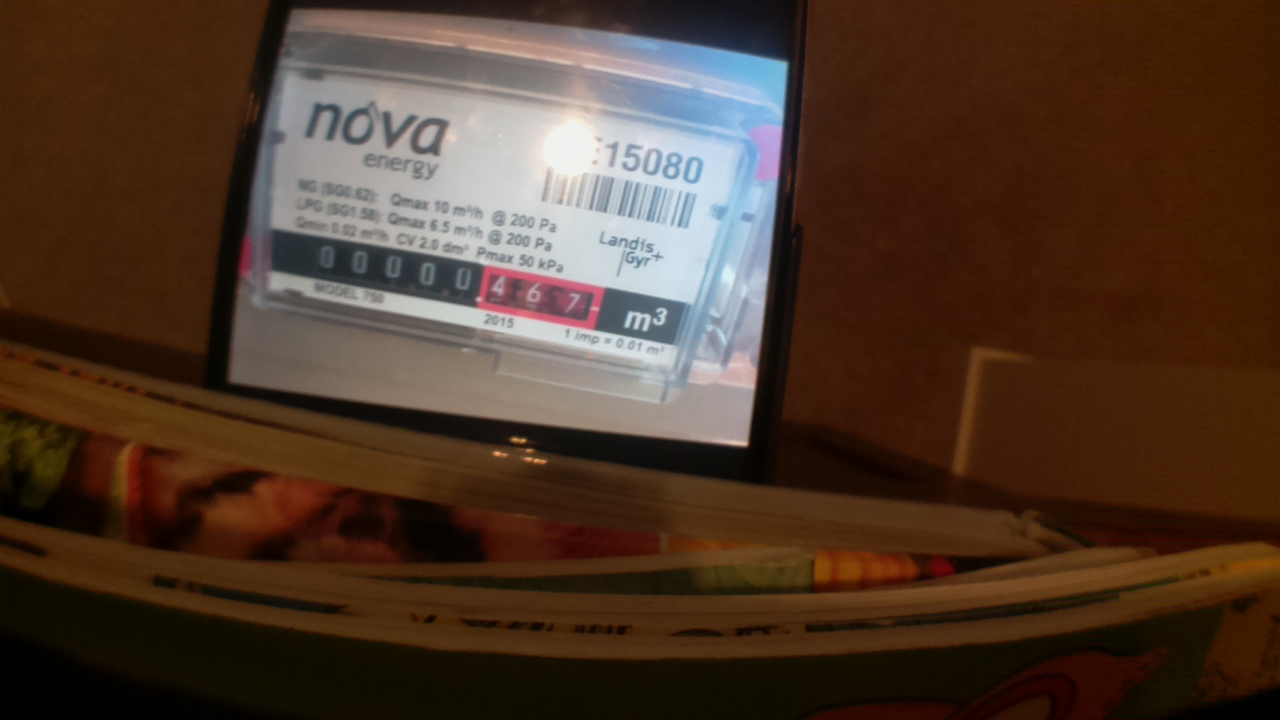 nova
energy
15080
NG (SG0.62): Qmax 10 m³/h @ 200 Pa
LPG (SG1.58): Qmax 6.5 m³/h @ 200 Pa
Qmin 0.02 m³/h CV 2.0 dm³ Pmax 50 kPa
Landis+
Gyr
00000.467 m³
MODEL 750 2015 1 imp = 0.01 m³